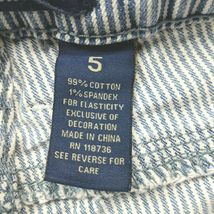 5
99% COTTON
1% SPANDEX
FOR ELASTICITY
EXCLUSIVE OF
DECORATION
MADE IN CHINA
RN 118736
SEE REVERSE FOR
CARE